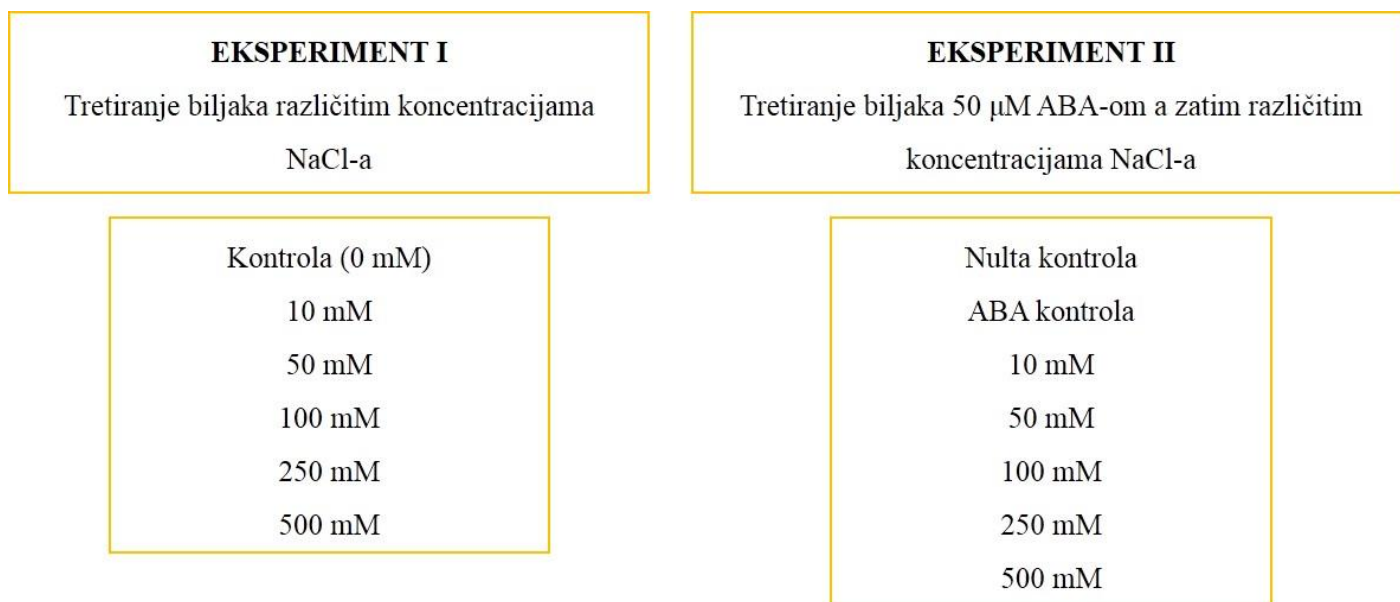 EKSPERIMENT I
Tretiranje biljaka različitim koncentracijama
NaCl-a
Kontrola (0 mM)
10 mM
50 mM
100 mM
250 mM
500 mM
EKSPERIMENT II
Tretiranje biljaka 50 μM ABA-om a zatim različitim
koncentracijama NaCl-a
Nulta kontrola
ABA kontrola
10 mM
50 mM
100 mM
250 mM
500 mM